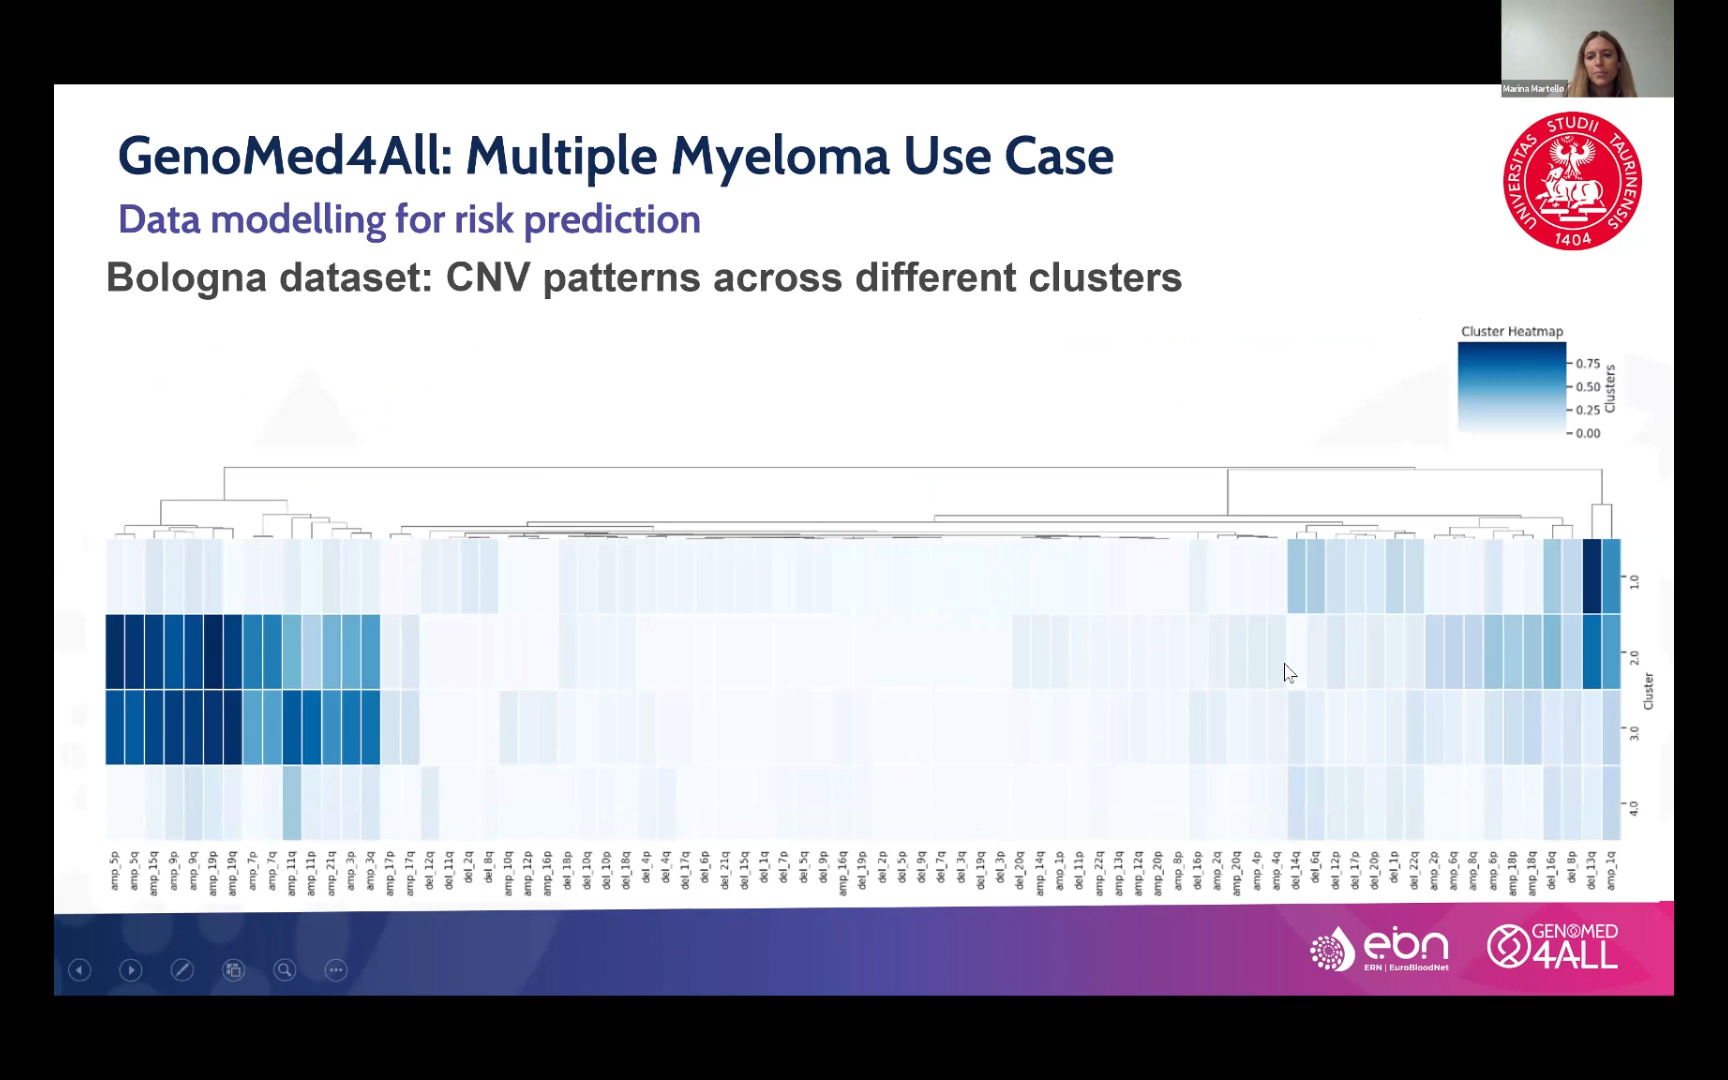 Marina Martello
GenoMed4All: Multiple Myeloma Use Case
Data modelling for risk prediction
Bologna dataset: CNV patterns across different clusters
UNIVERSITAS STUDII TAURINENSIS
1404
Cluster Heatmap
0.75
0.50
0.25
0.00
Clusters
1.0
2.0
3.0
4.0
Cluster
amp_5p amp_5q amp_15q amp_9p amp_9q amp_19p amp_19q amp_7p amp_7q amp_11q amp_11p amp_21q amp_3p amp_3q amp_17p amp_17q del_12q del_11q del_2q del_8q amp_10q amp_12p amp_16p del_18p del_10q del_10p del_18q del_4p del_4q del_17q del_6p del_21q del_15q del_1q del_7p del_5q del_9p amp_16q del_19p del_2p del_5p del_9q del_7q del_3q del_19q del_3p del_20q amp_14q amp_1p del_11p amp_22q amp_13q amp_12q amp_20p amp_8p del_16p amp_2q amp_20q amp_4p amp_4q del_14q del_6q del_12p del_17p del_20p del_1p del_22q amp_2p amp_6q amp_8q amp_6p amp_18p amp_18q del_16q del_8p del_13q amp_1q
ebn
ERN | EuroBloodNet
GENOMED
4ALL